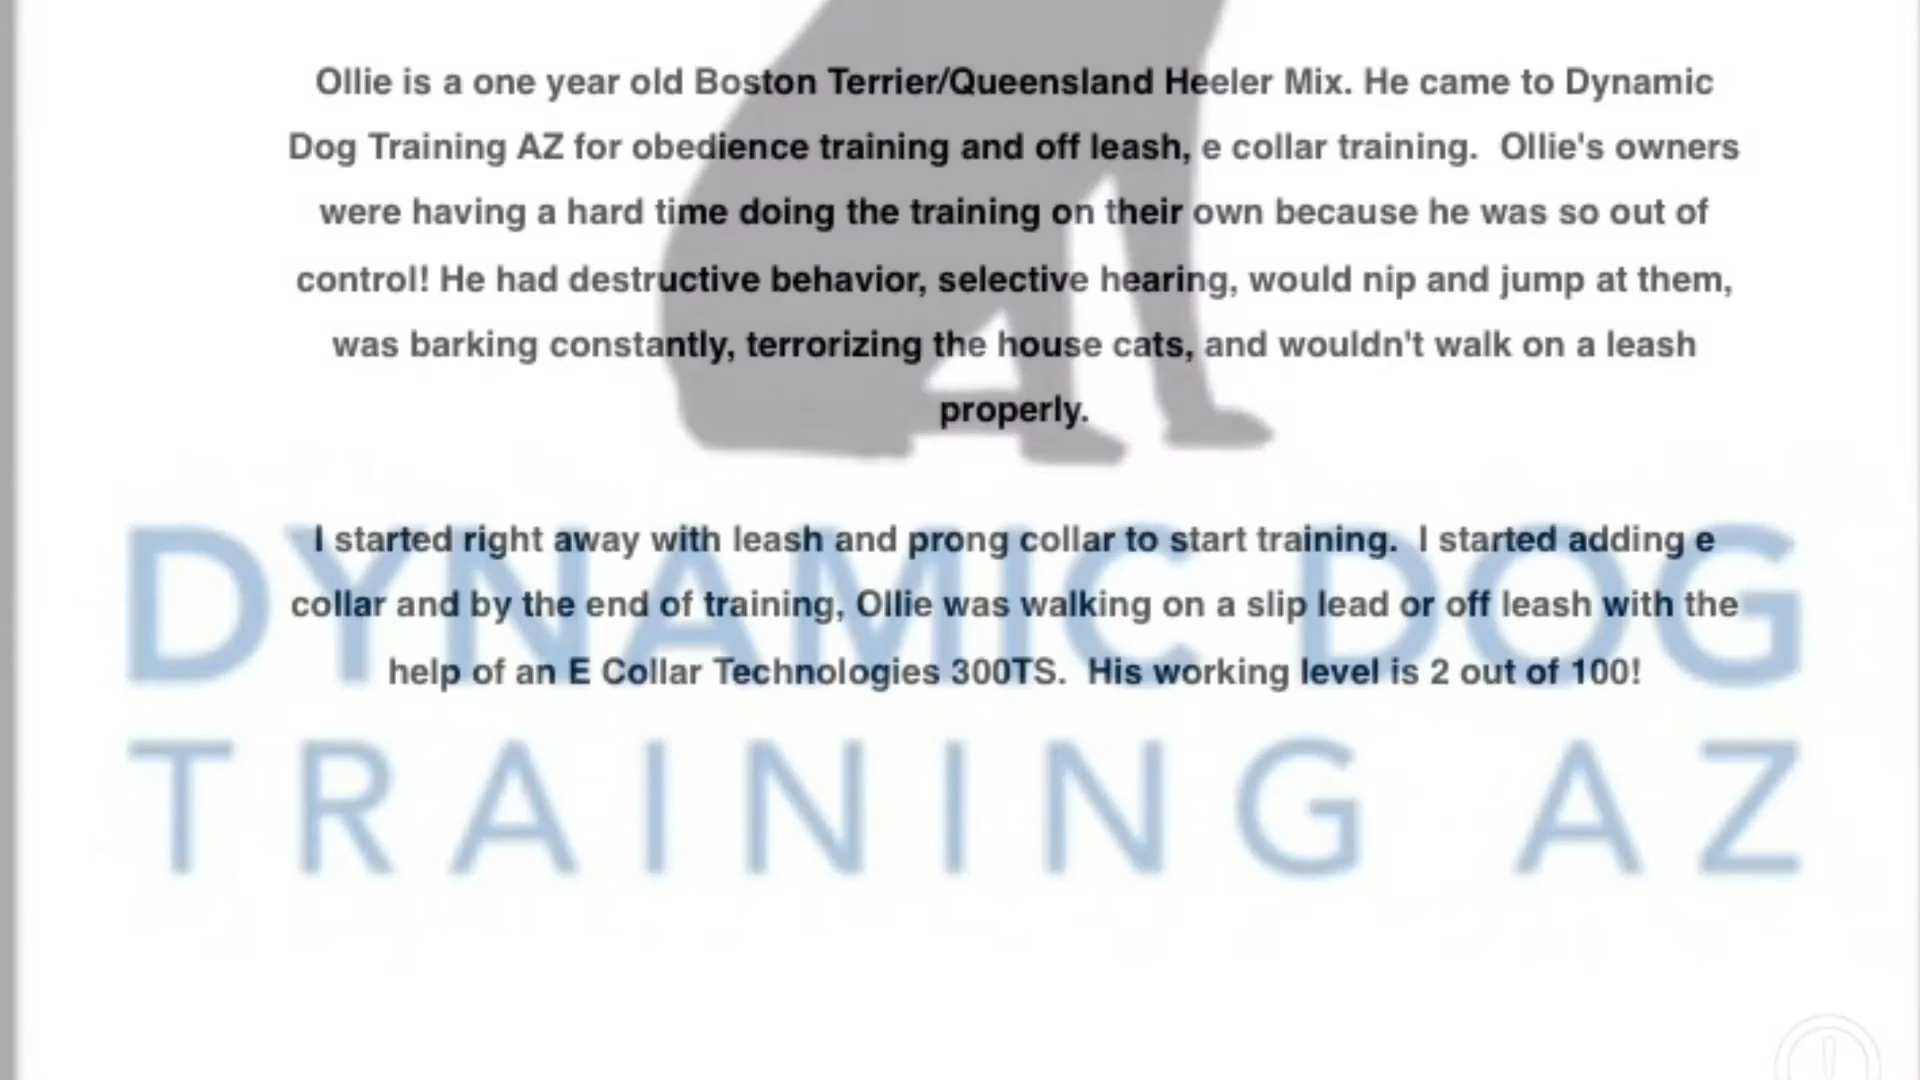 Ollie is a one year old Boston Terrier/Queensland Heeler Mix. He came to Dynamic
Dog Training AZ for obedience training and off leash, e collar training.  Ollie's owners
were having a hard time doing the training on their own because he was so out of
control! He had destructive behavior, selective hearing, would nip and jump at them,
was barking constantly, terrorizing the house cats, and wouldn't walk on a leash
properly.
I started right away with leash and prong collar to start training.  I started adding e
collar and by the end of training, Ollie was walking on a slip lead or off leash with the
help of an E Collar Technologies 300TS.  His working level is 2 out of 100!
DYNAMIC DOG
TRAINING AZ